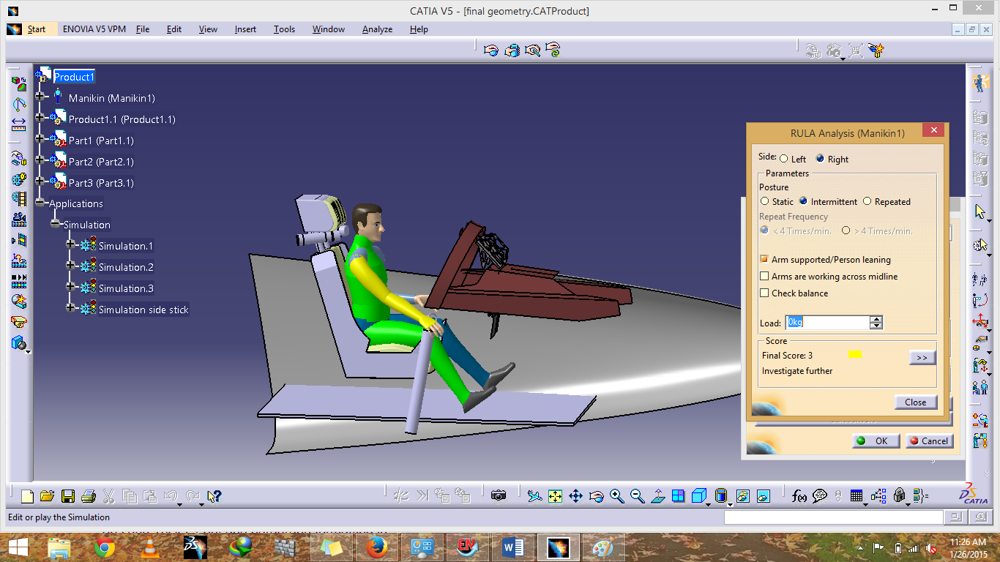 CATIA V5 - [final geometry.CATProduct]
Start ENOVIA V5 VPM File Edit View Insert Tools Window Analyze Help
Product1
Manikin (Manikin1)
Product1.1 (Product1.1)
Part1 (Part1.1)
Part2 (Part2.1)
Part3 (Part3.1)
Applications
Simulation
Simulation.1
Simulation.2
Simulation.3
Simulation side stick
RULA Analysis (Manikin1)
Side: Left Right
Parameters
Posture
Static Intermittent Repeated
Repeat Frequency
< 4 Times/min. > 4 Times/min.
Arm supported/Person leaning
Arms are working across midline
Check balance
Load: 0kg
Score
Final Score: 3
>>
Investigate further
Close
OK Cancel
f(x)
DS CATIA
Edit or play the Simulation
EN
W
11:26 AM
1/26/2015